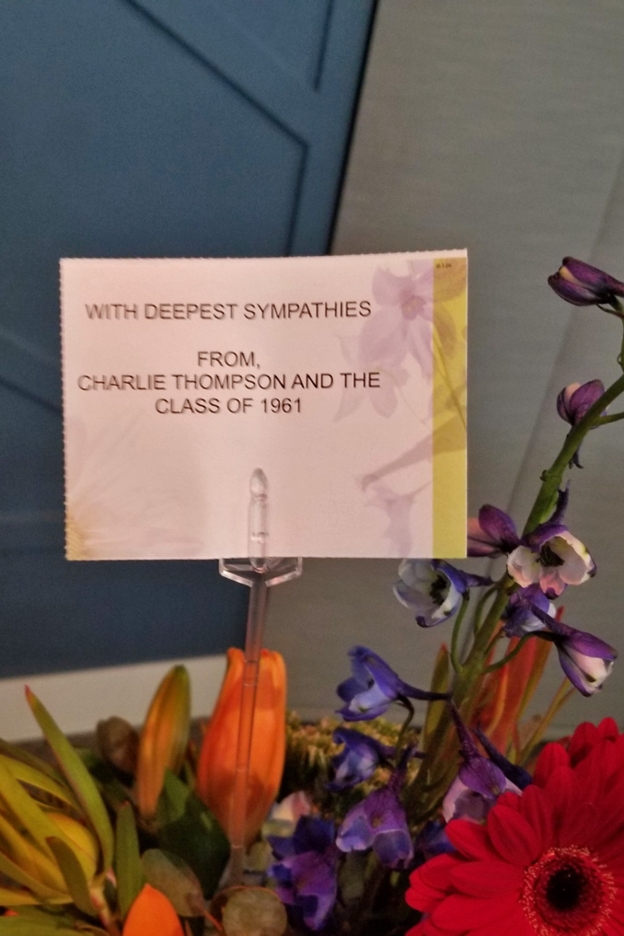 WITH DEEPEST SYMPATHIES
FROM,
CHARLIE THOMPSON AND THE
CLASS OF 1961